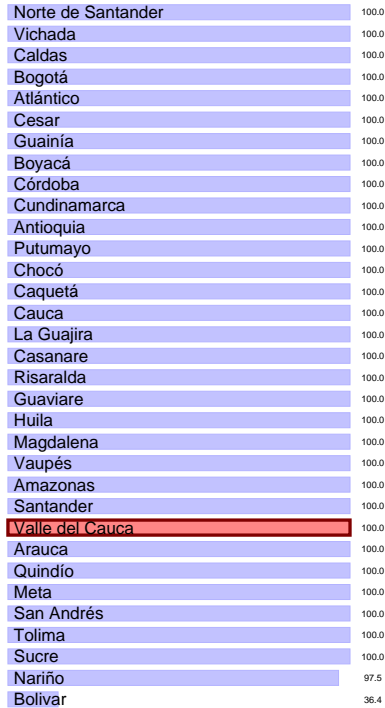 Norte de Santander 100.0
Vichada 100.0
Caldas 100.0
Bogotá 100.0
Atlántico 100.0
Cesar 100.0
Guainía 100.0
Boyacá 100.0
Córdoba 100.0
Cundinamarca 100.0
Antioquia 100.0
Putumayo 100.0
Chocó 100.0
Caquetá 100.0
Cauca 100.0
La Guajira 100.0
Casanare 100.0
Risaralda 100.0
Guaviare 100.0
Huila 100.0
Magdalena 100.0
Vaupés 100.0
Amazonas 100.0
Santander 100.0
Valle del Cauca 100.0
Arauca 100.0
Quindío 100.0
Meta 100.0
San Andrés 100.0
Tolima 100.0
Sucre 100.0
Nariño 97.5
Bolivar 36.4